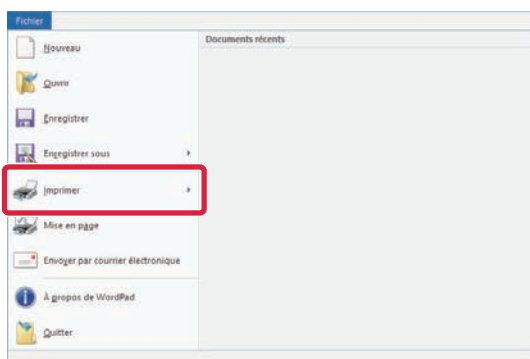 Fichier
Documents récents
Nouveau
Ouvrir
Enregistrer
Enregistrer sous
Imprimer
Mise en page
Envoyer par courrier électronique
À propos de WordPad
Quitter